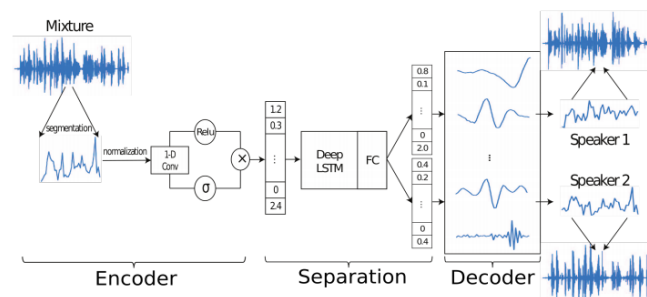 Mixture
segmentation
normalization
1-D
Conv
Relu
σ
×
1.2
0.3
⋮
0
2.4
Deep
LSTM
FC
0.8
0.1
⋮
0
2.0
0.4
0.2
⋮
0
0.4
⋮
Speaker 1
Speaker 2
Encoder
Separation
Decoder